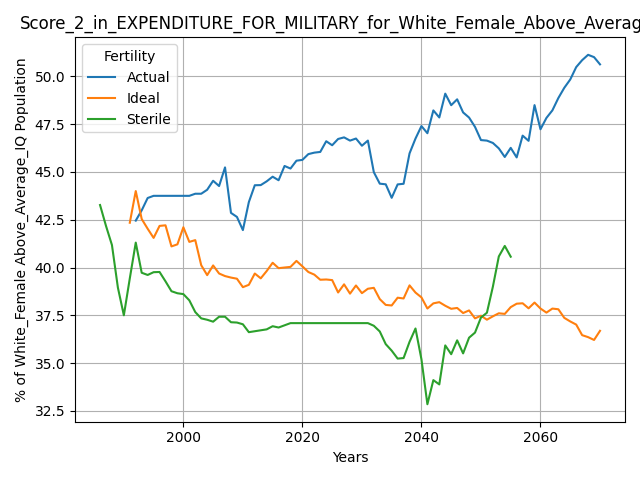 Score_2_in_EXPENDITURE_FOR_MILITARY_for_White_Female_Above_Averag
Fertility
Actual
Ideal
Sterile
% of White_Female Above_Average_IQ Population
50.0
47.5
45.0
42.5
40.0
37.5
35.0
32.5
2000
2020
2040
2060
Years